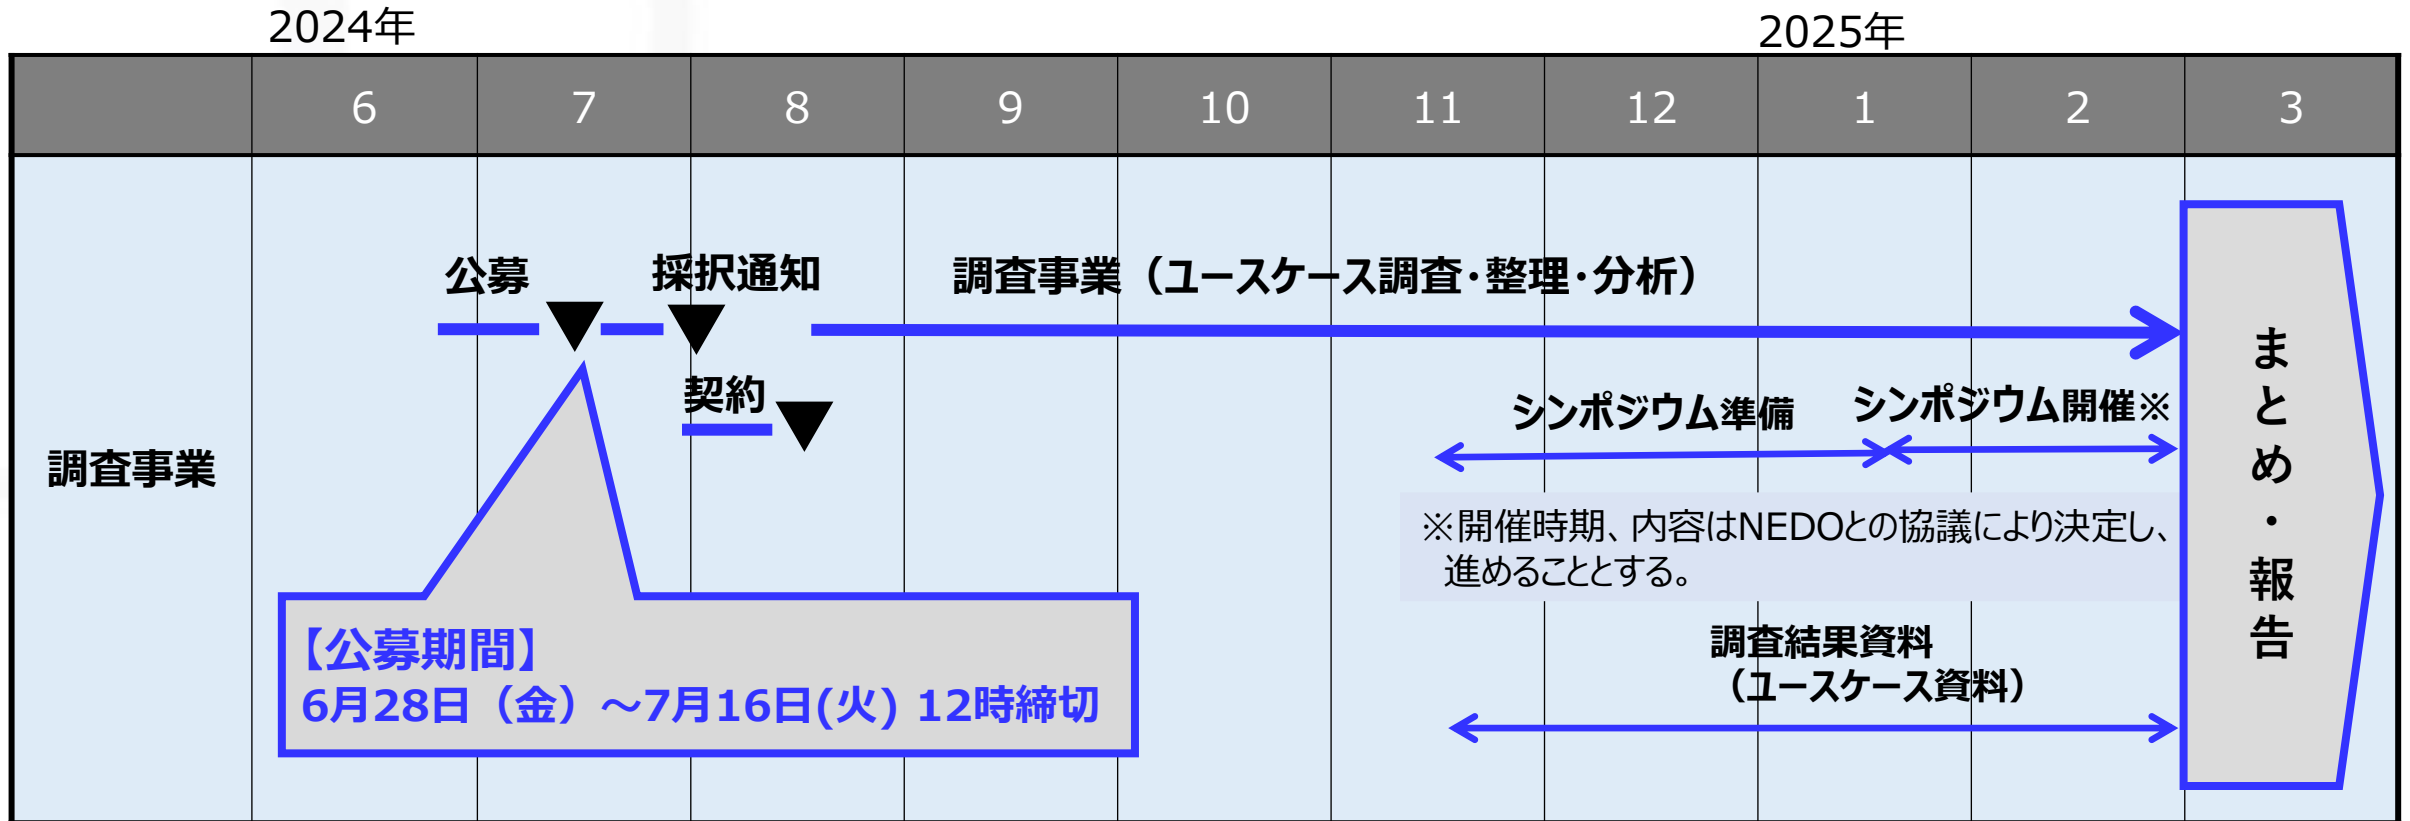 2024年
2025年
6 7 8 9 10 11 12 1 2 3
調査事業
公募
採択通知
調査事業（ユースケース調査･整理･分析）
契約
シンポジウム準備
シンポジウム開催※
※開催時期、内容はNEDOとの協議により決定し、
進めることとする。
【公募期間】
6月28日（金）～7月16日(火) 12時締切
調査結果資料
（ユースケース資料）
まとめ・報告